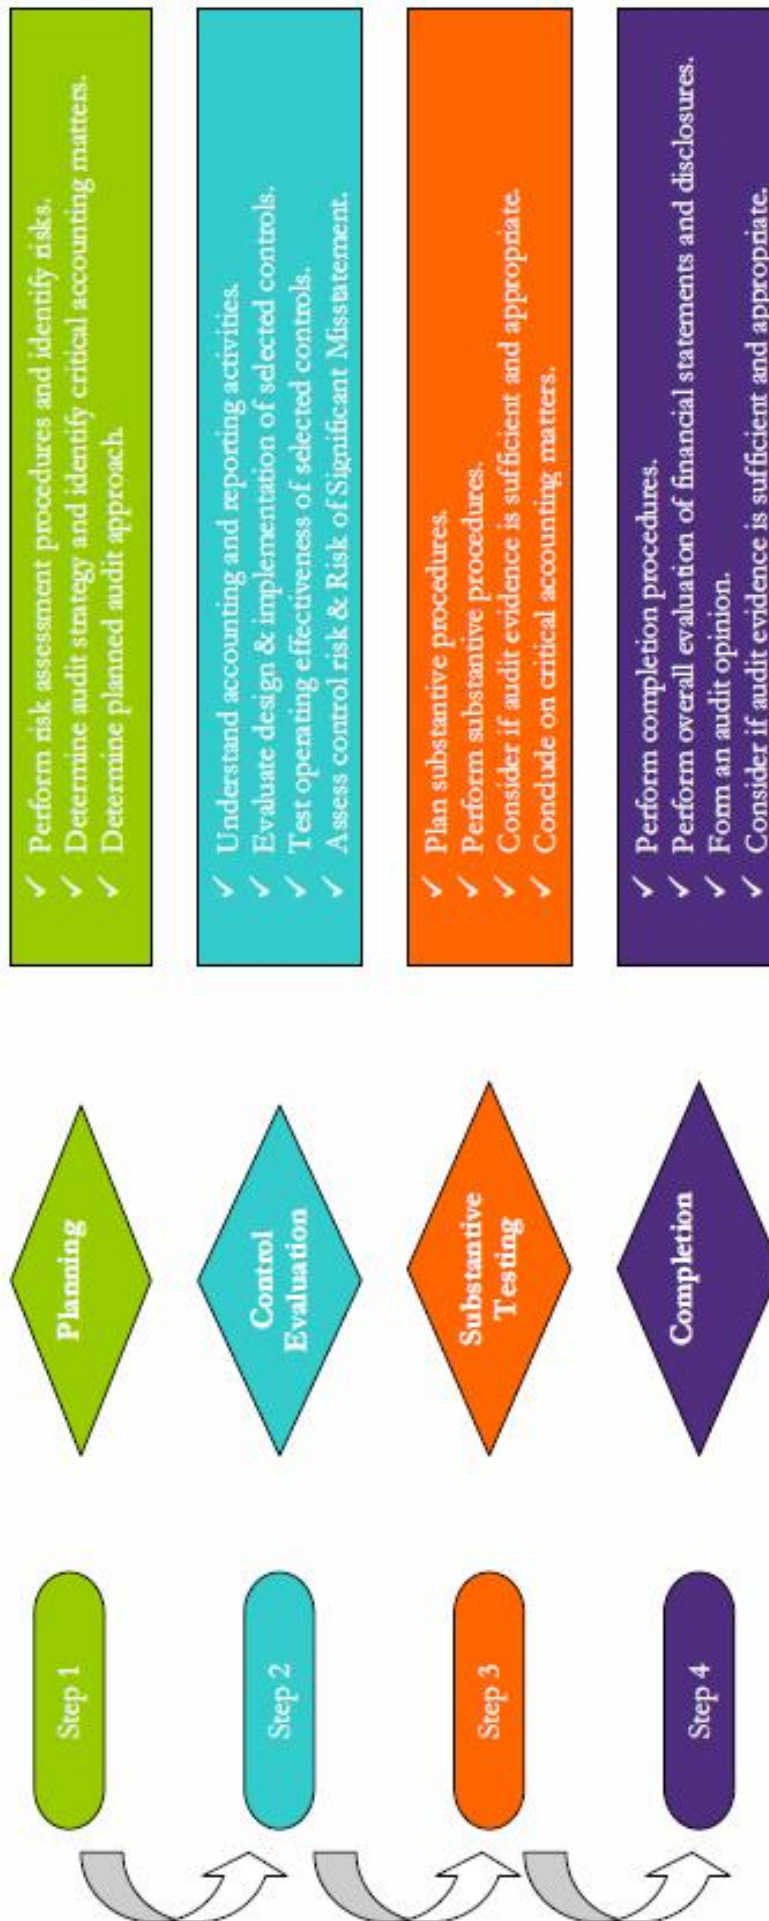 Step 1
Planning
✓ Perform risk assessment procedures and identify risks.
✓ Determine audit strategy and identify critical accounting matters.
✓ Determine planned audit approach.
Step 2
Control
Evaluation
✓ Understand accounting and reporting activities.
✓ Evaluate design & implementation of selected controls.
✓ Test operating effectiveness of selected controls.
✓ Assess control risk & Risk of Significant Misstatement.
Step 3
Substantive
Testing
✓ Plan substantive procedures.
✓ Perform substantive procedures.
✓ Consider if audit evidence is sufficient and appropriate.
✓ Conclude on critical accounting matters.
Step 4
Completion
✓ Perform completion procedures.
✓ Perform overall evaluation of financial statements and disclosures.
✓ Form an audit opinion.
✓ Consider if audit evidence is sufficient and appropriate.